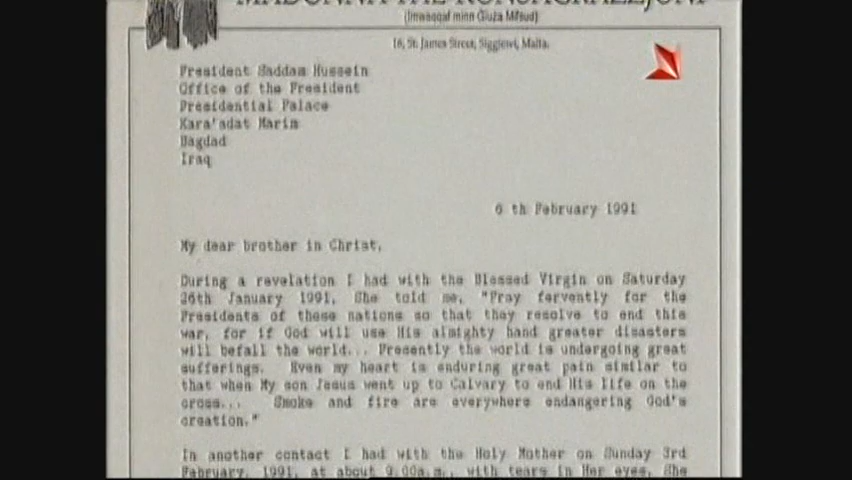 (Imwaqqaf minn Ġuża Mifsud)
16, St. James Street, Siggiewi, Malta.
President Saddam Hussein
Office of the President
Presidential Palace
Kara'adat Marim
Bagdad
Iraq
6 th February 1991
My dear brother in Christ,
During a revelation I had with the Blessed Virgin on Saturday
26th January 1991, She told me, "Pray fervently for the
Presidents of these nations so that they resolve to end this
war, for if God will use His almighty hand greater disasters
will befall the world... Presently the world is undergoing great
sufferings. Even my heart is enduring great pain similar to
that when My son Jesus went up to Calvary to end His life on the
cross... Smoke and fire are everywhere endangering God's
creation."
In another contact I had with the Holy Mother on Sunday 3rd
February, 1991, at about 9.00a.m., with tears in Her eyes, She